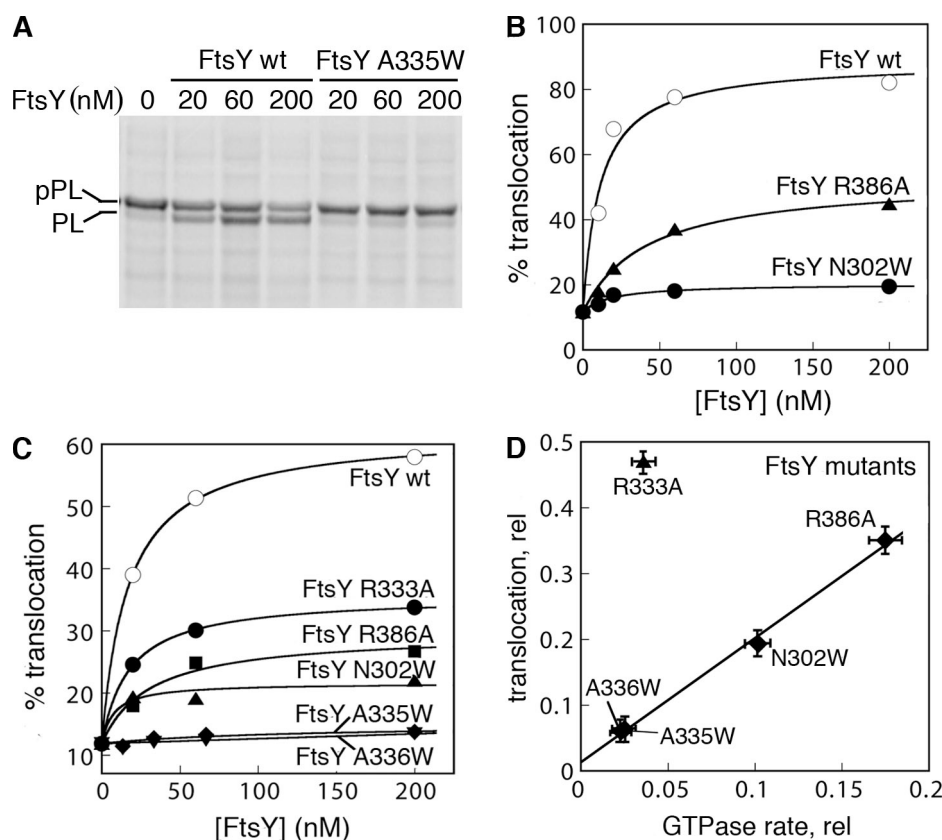 A
FtsY wt FtsY A335W
FtsY (nM) 0 20 60 200 20 60 200
pPL
PL
B
100
80
60
40
20
0
% translocation
FtsY wt
FtsY R386A
FtsY N302W
0 50 100 150 200
[FtsY] (nM)
C
60
50
40
30
20
10
% translocation
FtsY wt
FtsY R333A
FtsY R386A
FtsY N302W
FtsY A335W
FtsY A336W
0 50 100 150 200
[FtsY] (nM)
D
0.5
0.4
0.3
0.2
0.1
0
translocation, rel
FtsY mutants
R333A
R386A
N302W
A336W
A335W
0 0.05 0.1 0.15 0.2
GTPase rate, rel